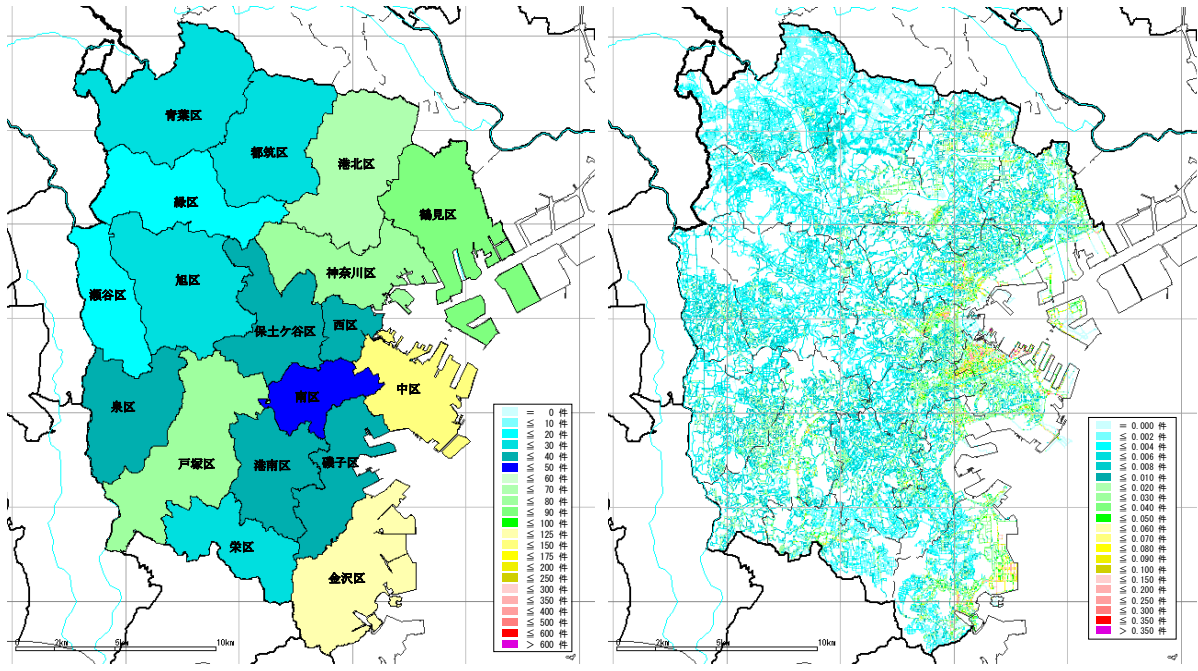 青葉区
都筑区
港北区
緑区
鶴見区
神奈川区
旭区
瀬谷区
西区
保土ケ谷区
南区
中区
泉区
戸塚区
港南区
磯子区
栄区
金沢区
= 0 件
≦ 10 件
≦ 20 件
≦ 30 件
≦ 40 件
≦ 50 件
≦ 60 件
≦ 70 件
≦ 80 件
≦ 90 件
≦ 100 件
≦ 125 件
≦ 150 件
≦ 175 件
≦ 200 件
≦ 250 件
≦ 300 件
≦ 350 件
≦ 400 件
≦ 500 件
≦ 600 件
> 600 件
2km 5km 10km
= 0.000 件
≦ 0.002 件
≦ 0.004 件
≦ 0.006 件
≦ 0.008 件
≦ 0.010 件
≦ 0.020 件
≦ 0.030 件
≦ 0.040 件
≦ 0.050 件
≦ 0.060 件
≦ 0.070 件
≦ 0.080 件
≦ 0.090 件
≦ 0.100 件
≦ 0.150 件
≦ 0.200 件
≦ 0.250 件
≦ 0.300 件
≦ 0.350 件
> 0.350 件
2km 5km 10km